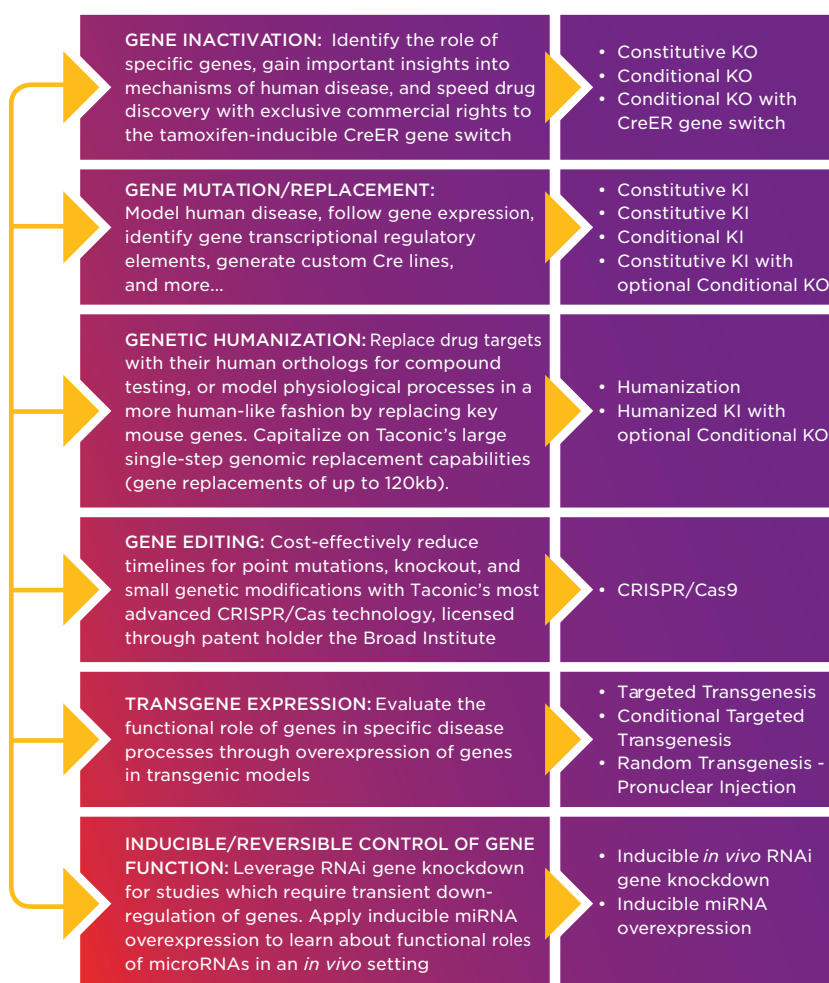 GENE INACTIVATION: Identify the role of
specific genes, gain important insights into
mechanisms of human disease, and speed drug
discovery with exclusive commercial rights to
the tamoxifen-inducible CreER gene switch
• Constitutive KO
• Conditional KO
• Conditional KO with
CreER gene switch
GENE MUTATION/REPLACEMENT:
Model human disease, follow gene expression,
identify gene transcriptional regulatory
elements, generate custom Cre lines,
and more...
• Constitutive KI
• Constitutive KI
• Conditional KI
• Constitutive KI with
optional Conditional KO
GENETIC HUMANIZATION: Replace drug targets
with their human orthologs for compound
testing, or model physiological processes in a
more human-like fashion by replacing key
mouse genes. Capitalize on Taconic’s large
single-step genomic replacement capabilities
(gene replacements of up to 120kb).
• Humanization
• Humanized KI with
optional Conditional KO
GENE EDITING: Cost-effectively reduce
timelines for point mutations, knockout, and
small genetic modifications with Taconic’s most
advanced CRISPR/Cas technology, licensed
through patent holder the Broad Institute
• CRISPR/Cas9
TRANSGENE EXPRESSION: Evaluate the
functional role of genes in specific disease
processes through overexpression of genes
in transgenic models
• Targeted Transgenesis
• Conditional Targeted
Transgenesis
• Random Transgenesis -
Pronuclear Injection
INDUCIBLE/REVERSIBLE CONTROL OF GENE
FUNCTION: Leverage RNAi gene knockdown
for studies which require transient down-
regulation of genes. Apply inducible miRNA
overexpression to learn about functional roles
of microRNAs in an in vivo setting
• Inducible in vivo RNAi
gene knockdown
• Inducible miRNA
overexpression